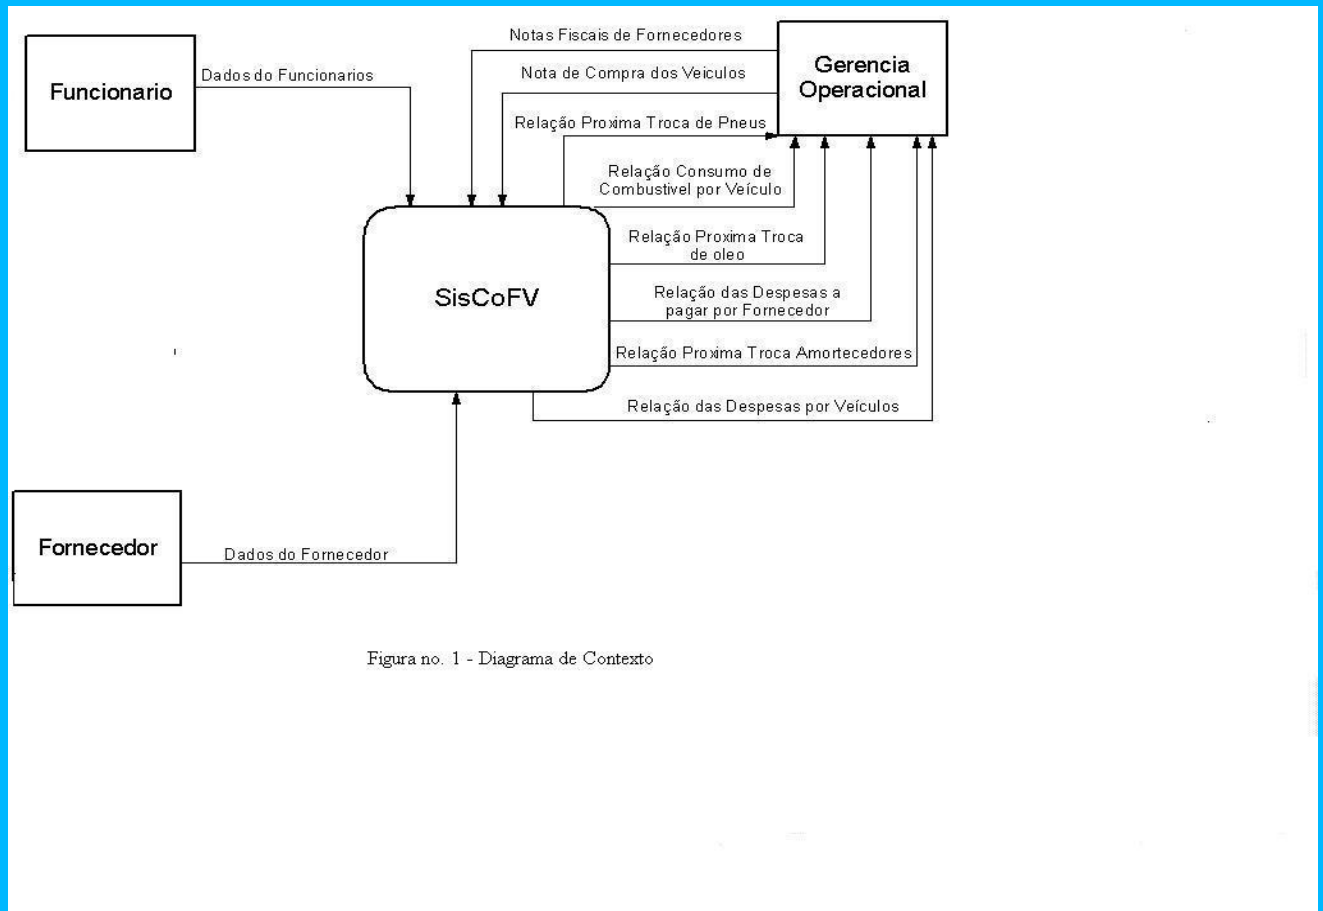 Notas Fiscais de Fornecedores
Gerencia
Operacional
Dados do Funcionarios
Nota de Compra dos Veiculos
Funcionario
Relação Proxima Troca de Pneus
Relação Consumo de
Combustivel por Veículo
Relação Proxima Troca
de oleo
SisCoFV
Relação das Despesas a
pagar por Fornecedor
Relação Proxima Troca Amortecedores
Relação das Despesas por Veículos
Fornecedor
Dados do Fornecedor
Figura no. 1 - Diagrama de Contexto